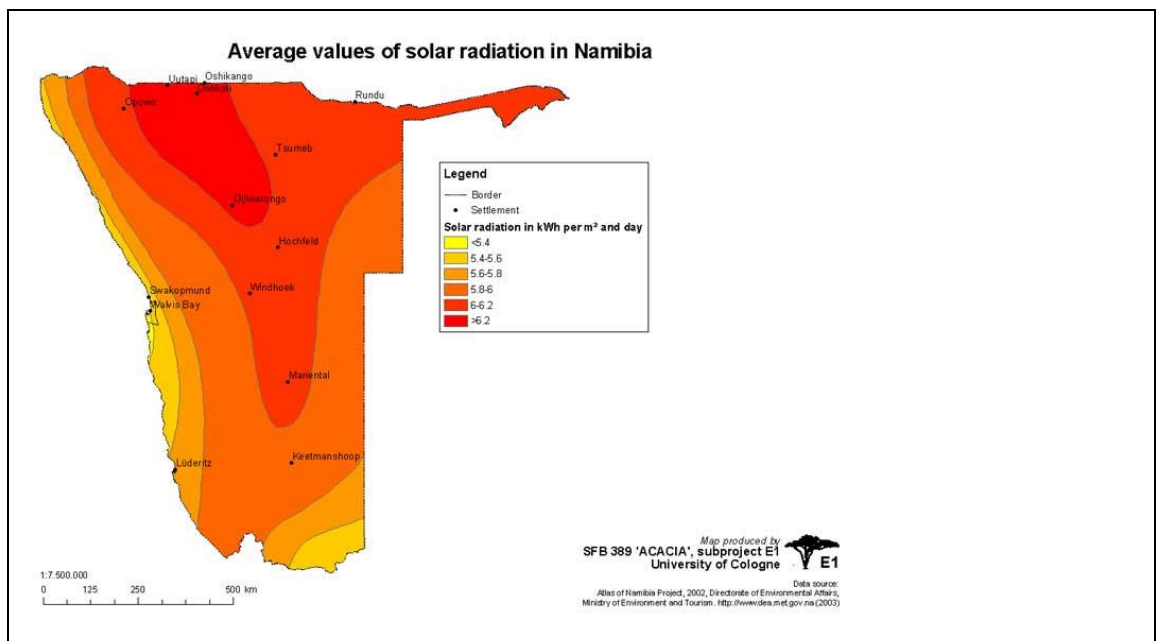 Average values of solar radiation in Namibia
Uutapi
Oshikango
Oshikati
Opuwo
Rundu
Tsumeb
Otjiwarongo
Hochfeld
Windhoek
Swakopmund
Walvis Bay
Mariental
Keetmanshoop
Lüderitz
Legend
Border
Settlement
Solar radiation in kWh per m² and day
<5.4
5.4-5.6
5.6-5.8
5.8-6
6-6.2
>6.2
Map produced by
SFB 389 'ACACIA', subproject E1
University of Cologne
E1
Data source:
Atlas of Namibia Project, 2002, Directorate of Environmental Affairs,
Ministry of Environment and Tourism. http://www.dea.met.gov.na (2003)
1:7.500.000
0 125 250 500 km